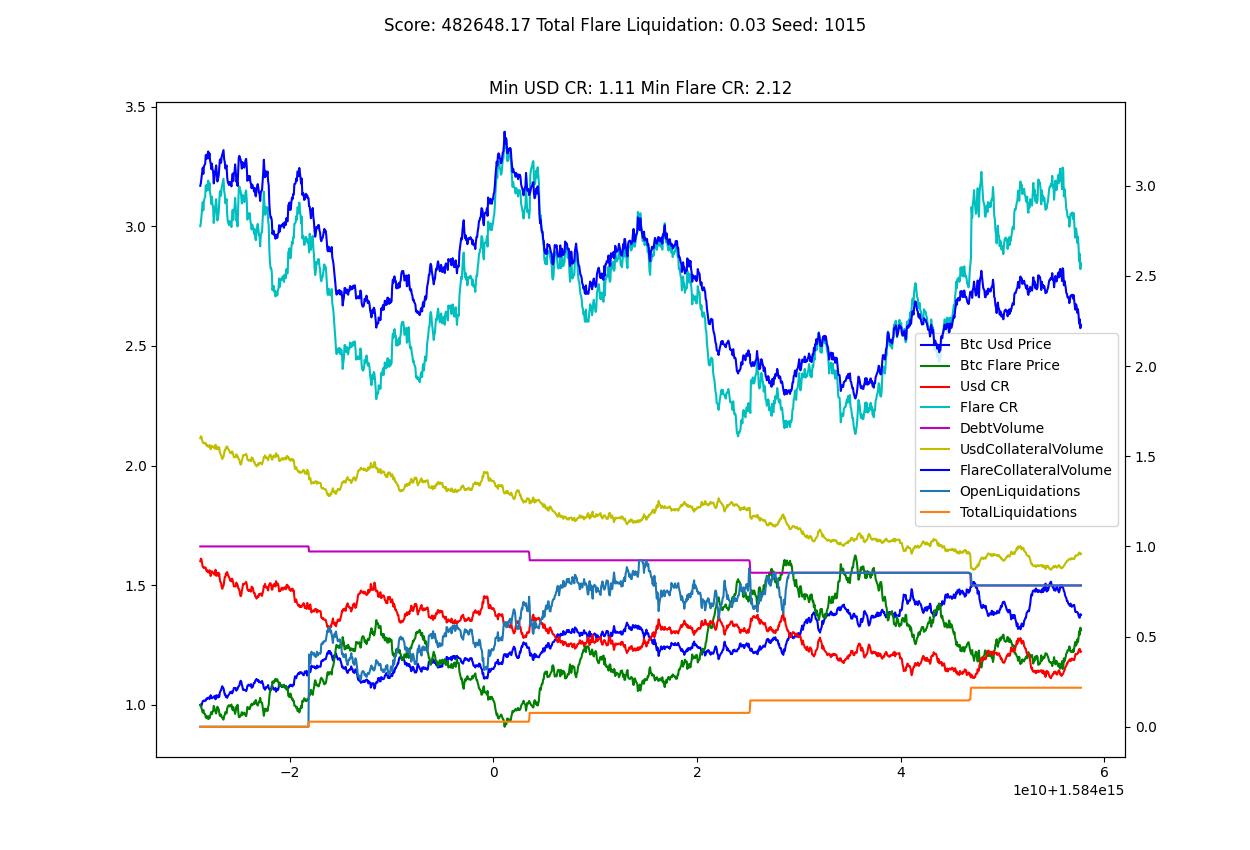 Score: 482648.17 Total Flare Liquidation: 0.03 Seed: 1015
Min USD CR: 1.11 Min Flare CR: 2.12
3.5
3.0
2.5
2.0
1.5
1.0
3.0
2.5
2.0
1.5
1.0
0.5
0.0
Btc Usd Price
Btc Flare Price
Usd CR
Flare CR
DebtVolume
UsdCollateralVolume
FlareCollateralVolume
OpenLiquidations
TotalLiquidations
−2 0 2 4 6
1e10+1.584e15